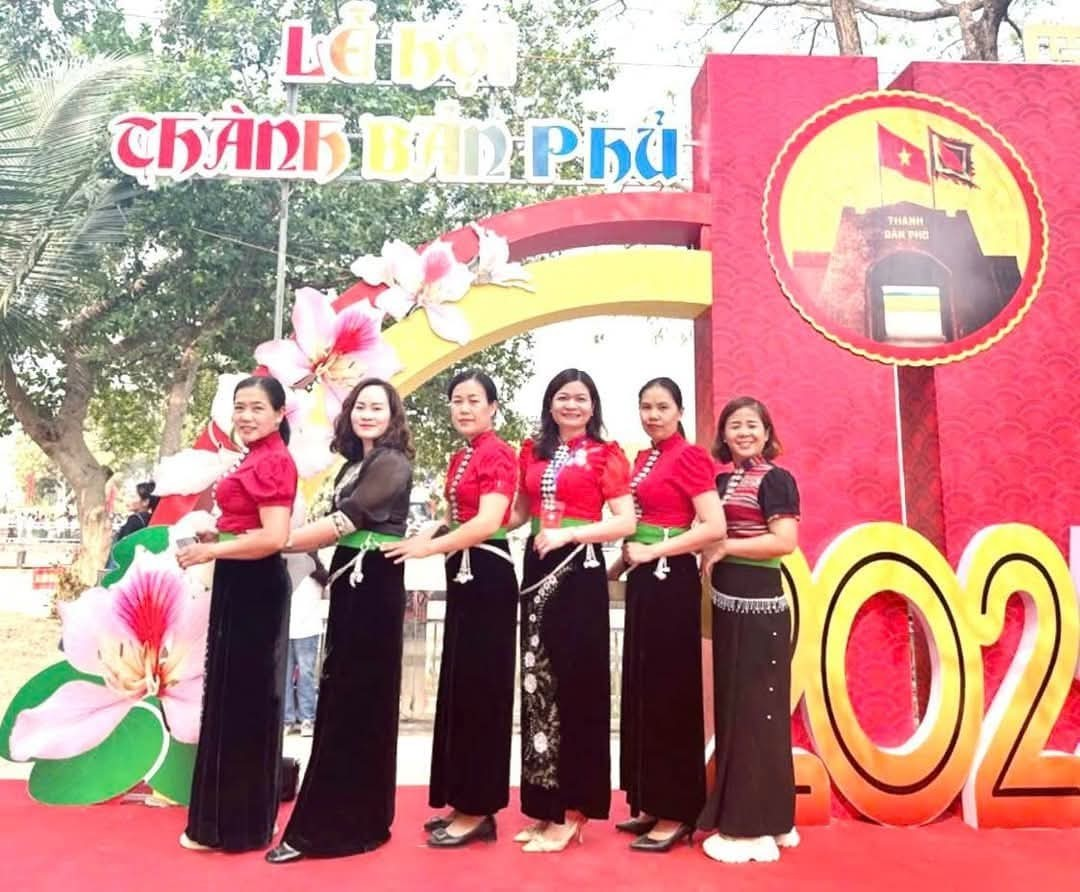 LỄ HỘI
THÀNH BẢN PHỦ
THÀNH
BẢN PHỦ
202